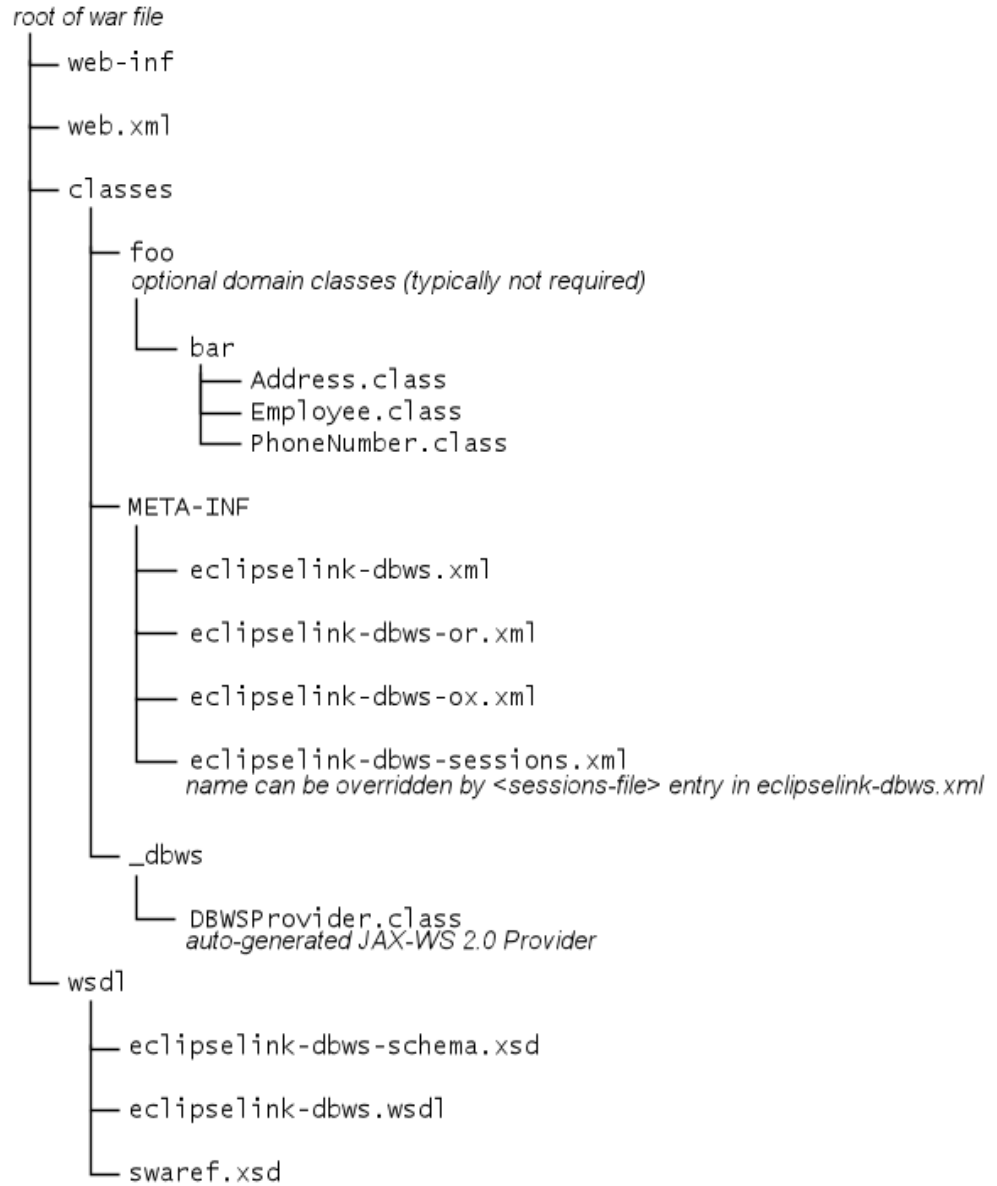 root of war file
web-inf
web.xml
classes
foo
optional domain classes (typically not required)
bar
Address.class
Employee.class
PhoneNumber.class
META-INF
eclipselink-dbws.xml
eclipselink-dbws-or.xml
eclipselink-dbws-ox.xml
eclipselink-dbws-sessions.xml
name can be overridden by <sessions-file> entry in eclipselink-dbws.xml
_dbws
DBWSProvider.class
auto-generated JAX-WS 2.0 Provider
wsdl
eclipselink-dbws-schema.xsd
eclipselink-dbws.wsdl
swaref.xsd